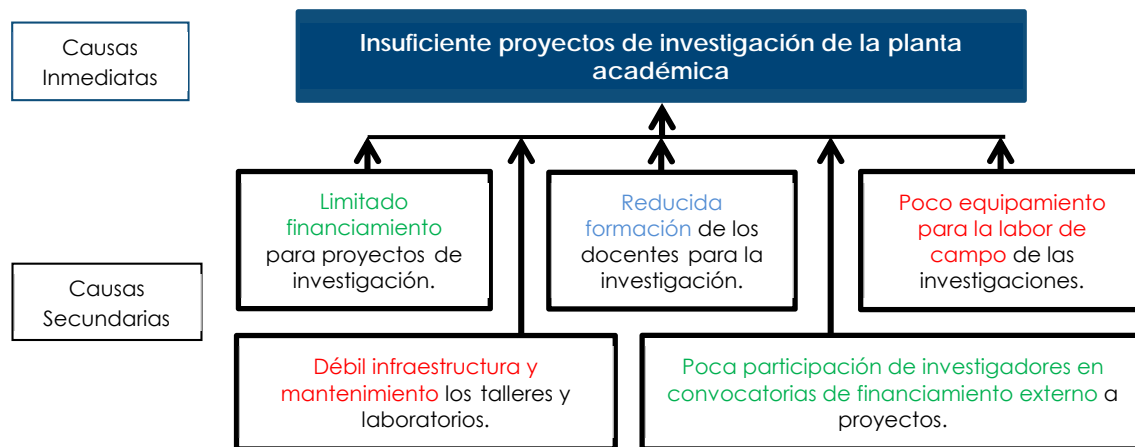 Causas
Inmediatas
Insuficiente proyectos de investigación de la planta
académica
Limitado
financiamiento
para proyectos de
investigación.
Reducida
formación de los
docentes para la
investigación.
Poco equipamiento
para la labor de
campo de las
investigaciones.
Causas
Secundarias
Débil infraestructura y
mantenimiento los talleres y
laboratorios.
Poca participación de investigadores en
convocatorias de financiamiento externo a
proyectos.